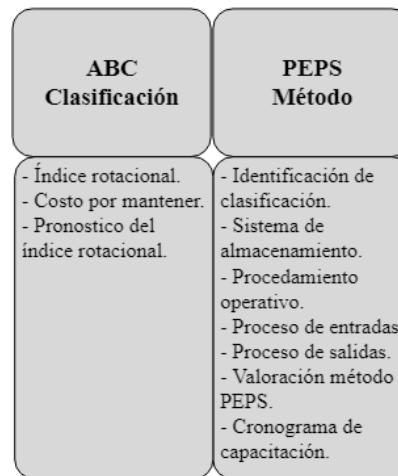 ABC
Clasificación
- Índice rotacional.
- Costo por mantener.
- Pronostico del
índice rotacional.
PEPS
Método
- Identificación de
clasificación.
- Sistema de
almacenamiento.
- Procedamiento
operativo.
- Proceso de entradas
- Proceso de salidas.
- Valoración método
PEPS.
- Cronograma de
capacitación.